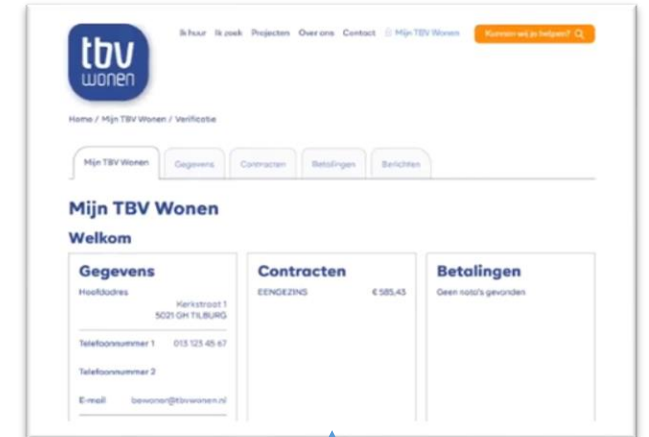 tbv
wonen
Ik huur Ik zoek Projecten Over ons Contact Mijn TBV Wonen Kunnen wij je helpen?
Home / Mijn TBV Wonen / Verificatie
Mijn TBV Wonen Gegevens Contracten Betalingen Berichten
Mijn TBV Wonen
Welkom
Gegevens Contracten Betalingen
Hoofdadres EENGEZINS € 585,43 Geen nota's gevonden
Kerkstraat 1
5021 GH TILBURG
Telefoonnummer 1 013 123 45 67
Telefoonnummer 2
E-mail bewoner@tbvwonen.nl